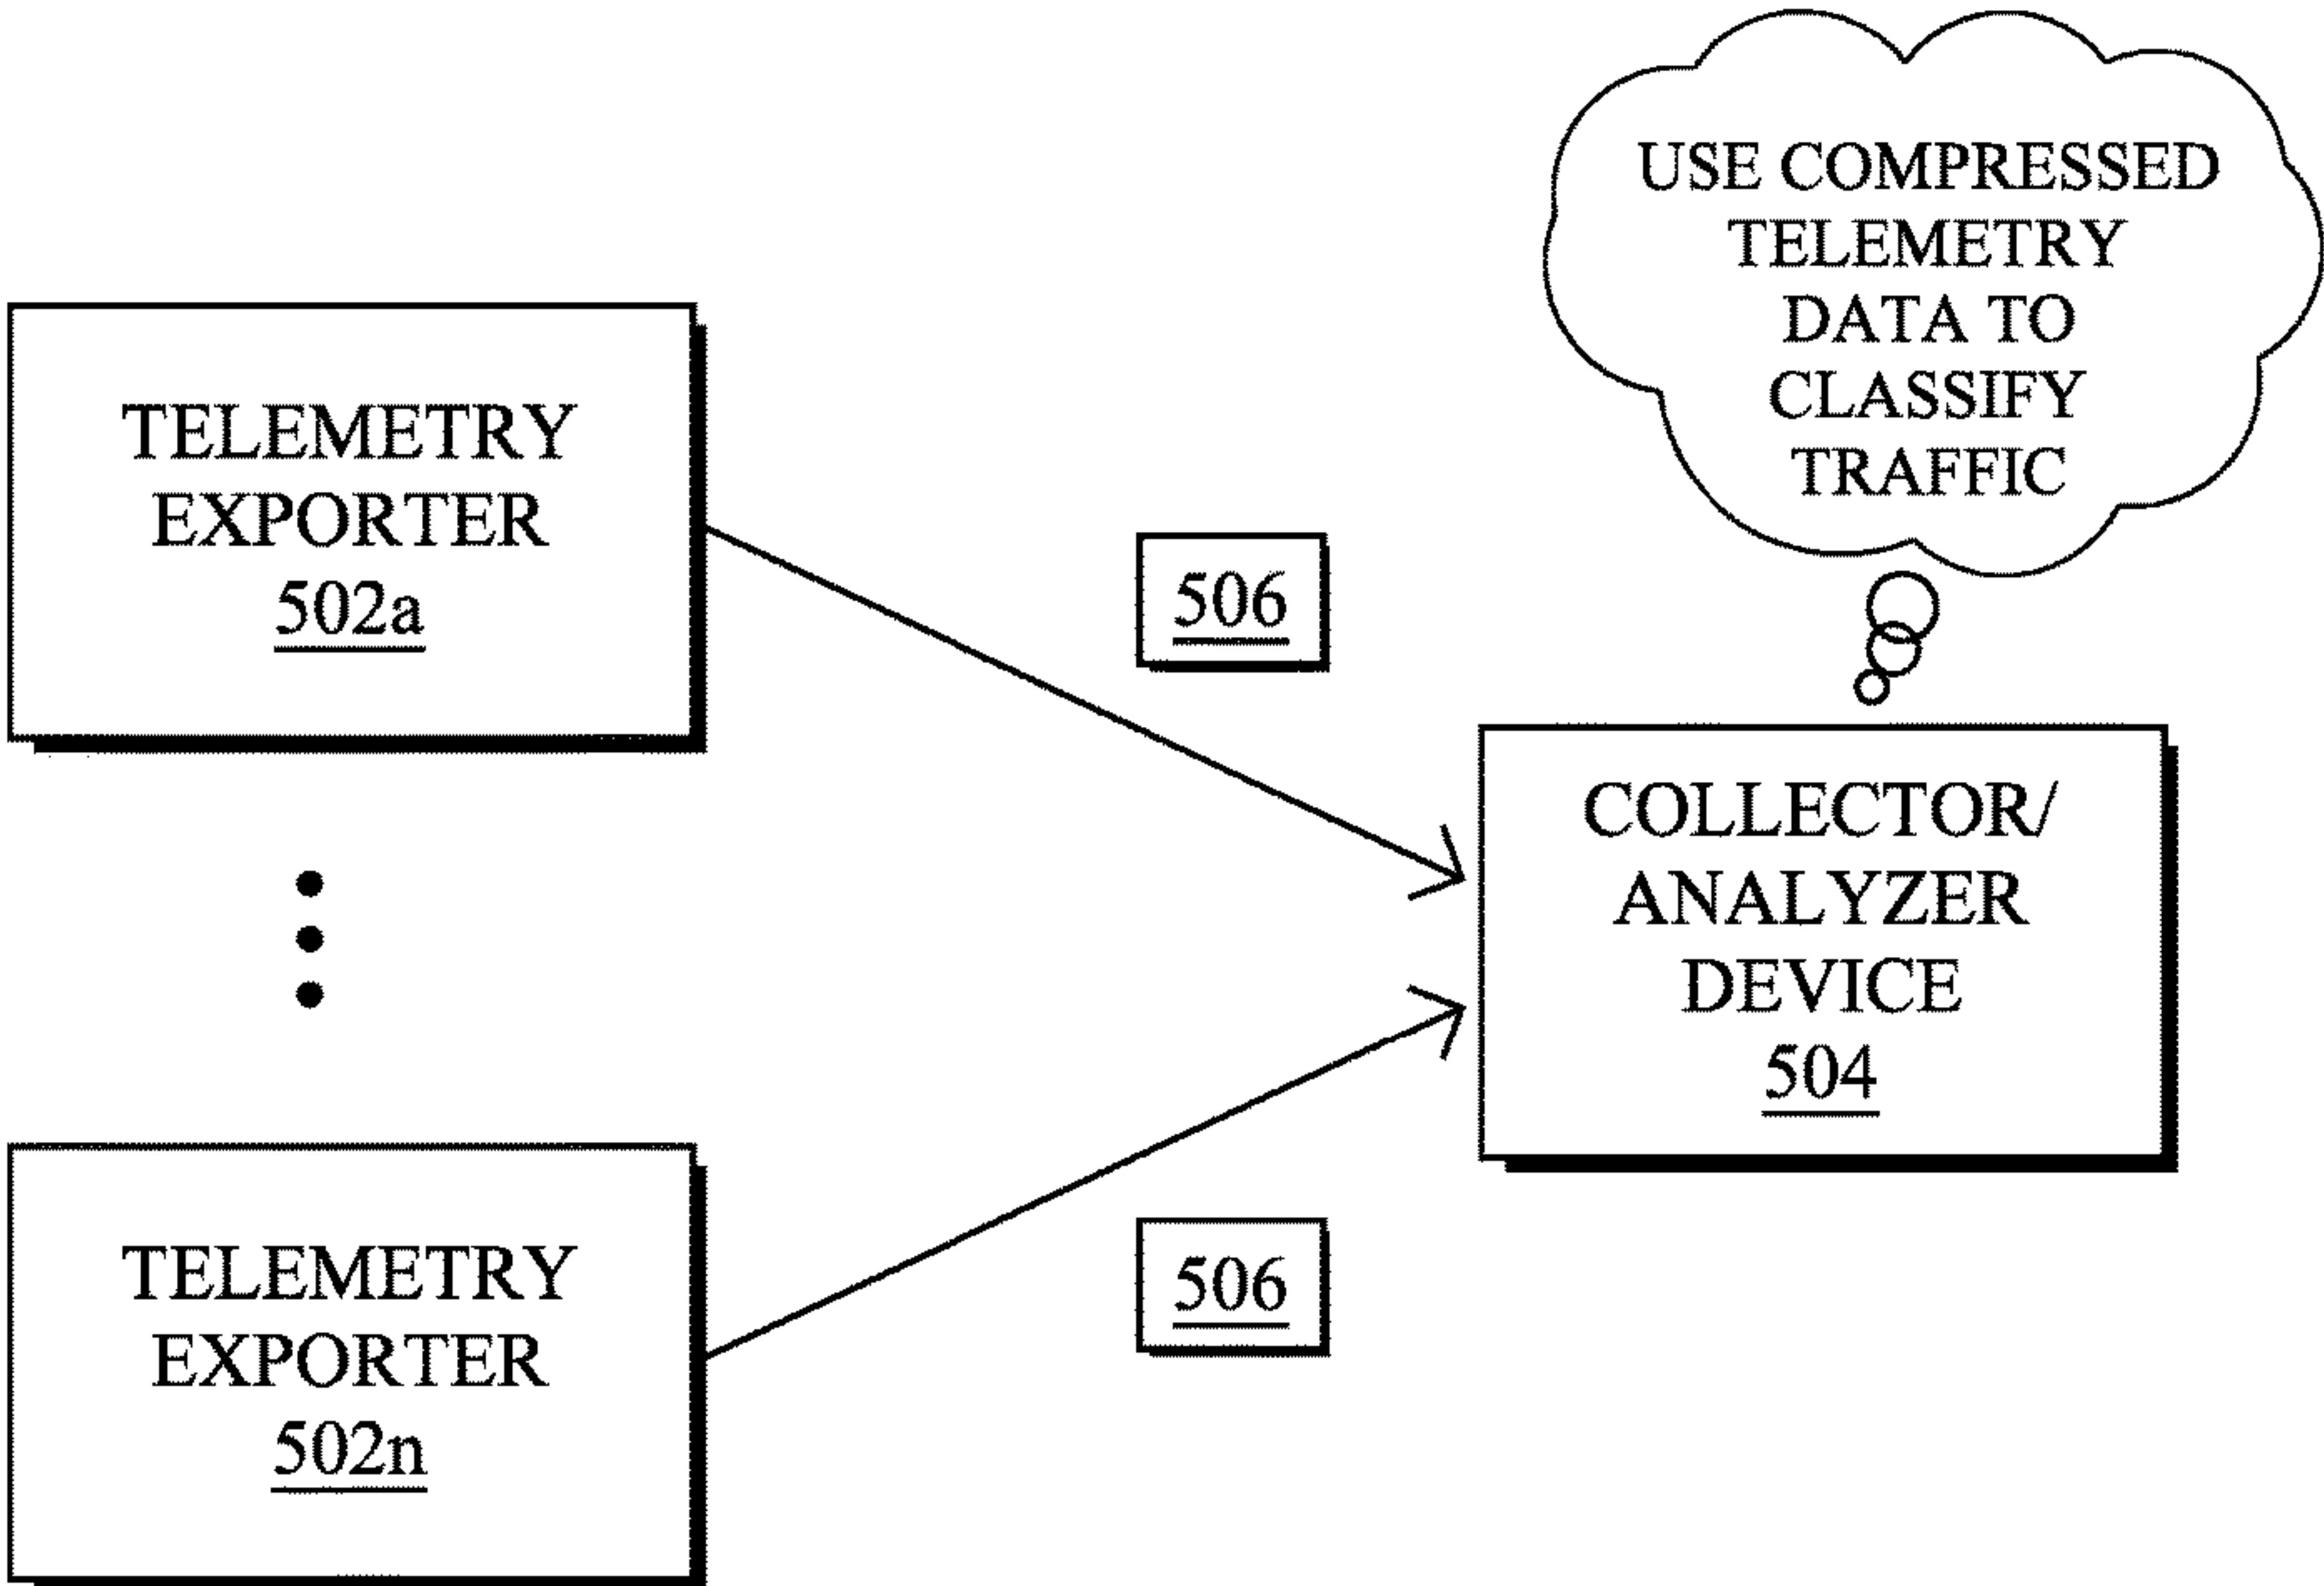 USE COMPRESSED
TELEMETRY
DATA TO
CLASSIFY
TRAFFIC
TELEMETRY
EXPORTER
502a
506
COLLECTOR/
ANALYZER
DEVICE
504
TELEMETRY
EXPORTER
502n
506